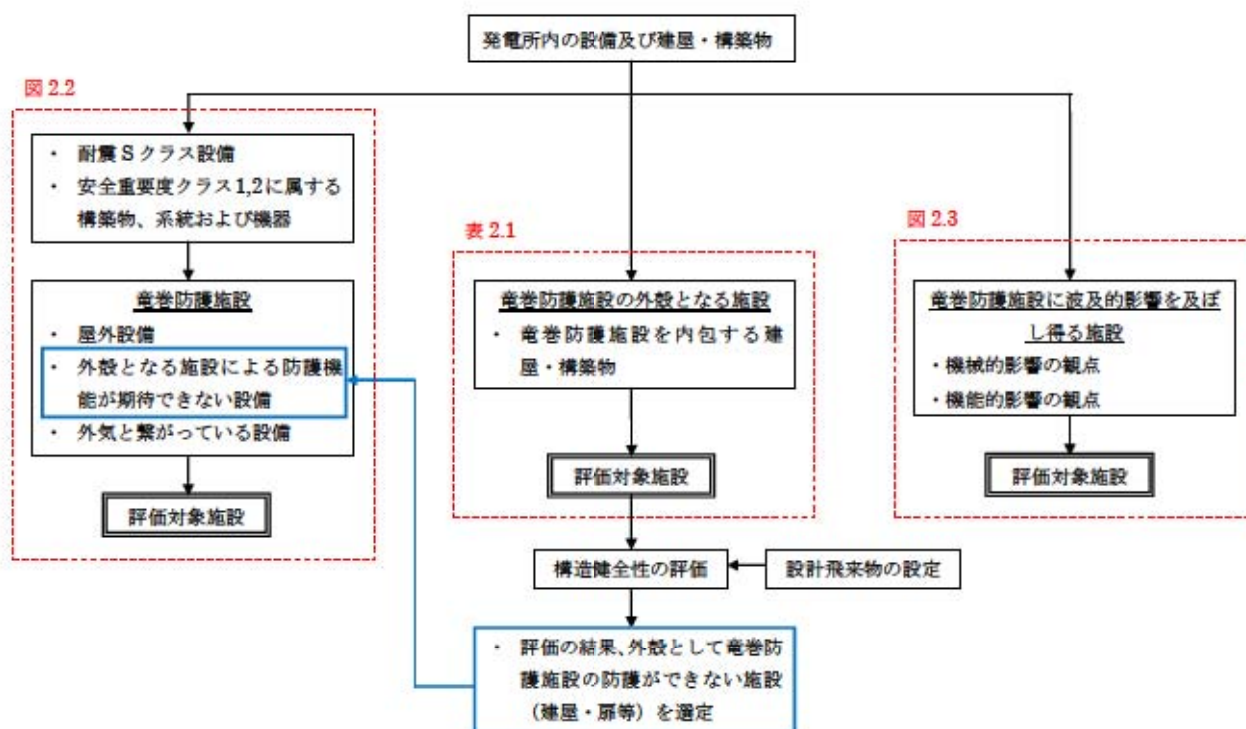 発電所内の設備及び建屋・構築物
図 2.2
・ 耐震 S クラス設備
・ 安全重要度クラス1,2に属する
構築物、系統および機器
竜巻防護施設
・ 屋外設備
・ 外殻となる施設による防護機
能が期待できない設備
・ 外気と繋がっている設備
評価対象施設
表 2.1
竜巻防護施設の外殻となる施設
・ 竜巻防護施設を内包する建
屋・構築物
評価対象施設
構造健全性の評価
設計飛来物の設定
・ 評価の結果、外殻として竜巻防
護施設の防護ができない施設
（建屋・扉等）を選定
図 2.3
竜巻防護施設に波及的影響を及ぼ
し得る施設
・機械的影響の観点
・機能的影響の観点
評価対象施設